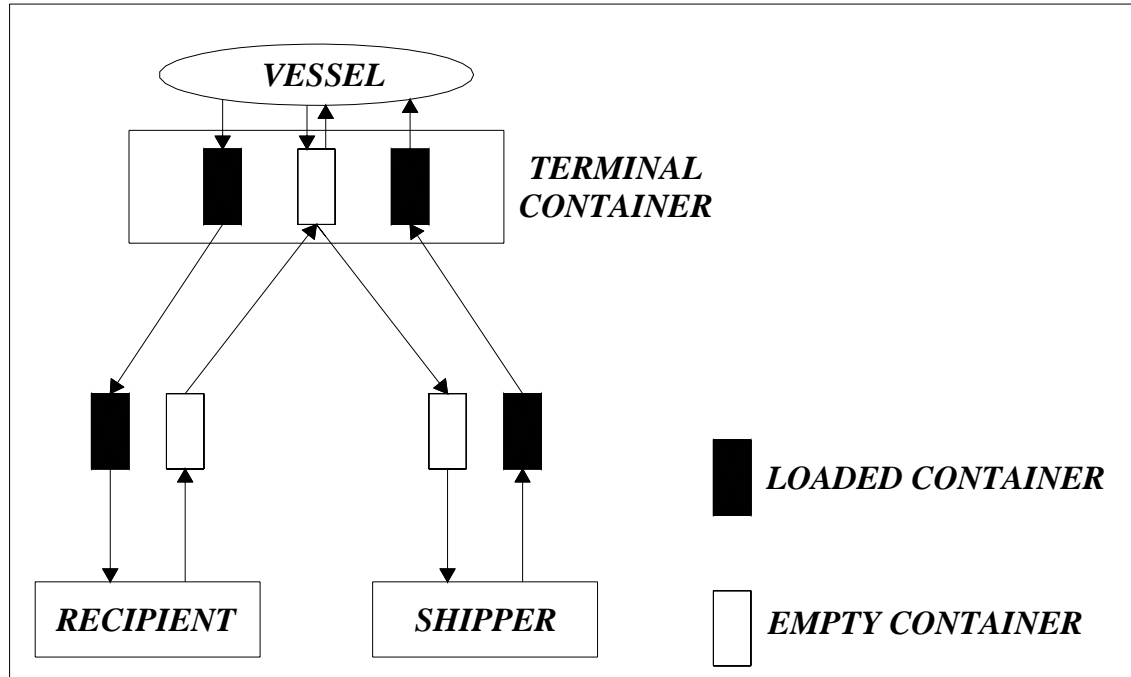 VESSEL
TERMINAL
CONTAINER
LOADED CONTAINER
RECIPIENT
SHIPPER
EMPTY CONTAINER